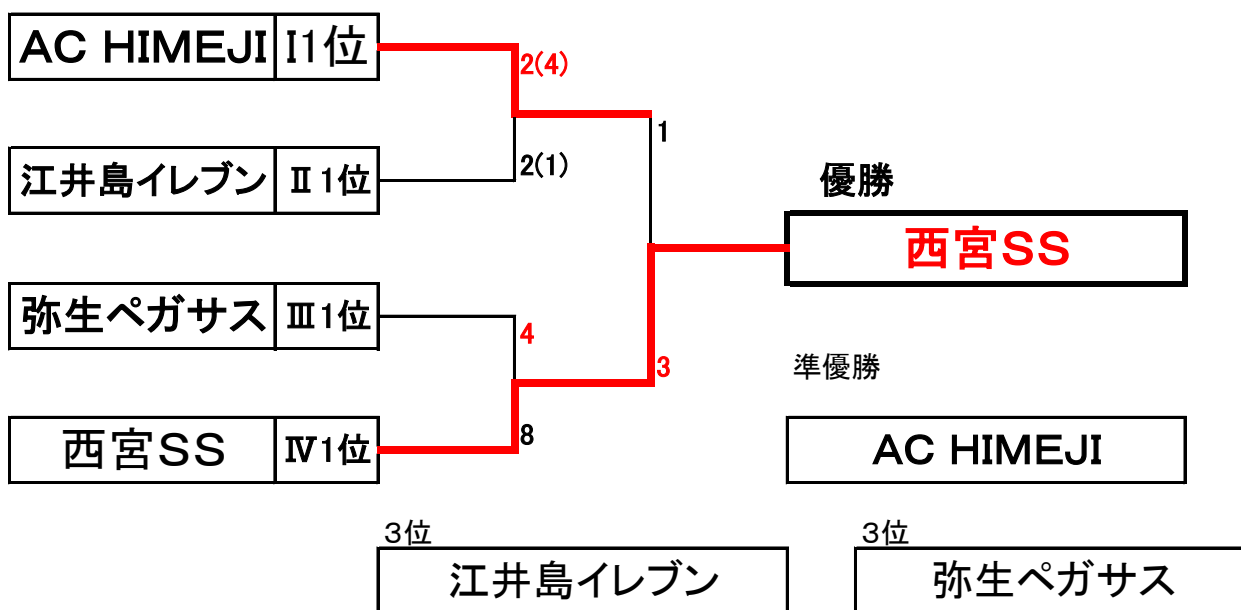 AC HIMEJI I1位
2(4)
1
江井島イレブン Ⅱ1位
2(1)
優勝
西宮SS
弥生ペガサス Ⅲ1位
4
3
準優勝
西宮SS Ⅳ1位
8
AC HIMEJI
3位
江井島イレブン
3位
弥生ペガサス